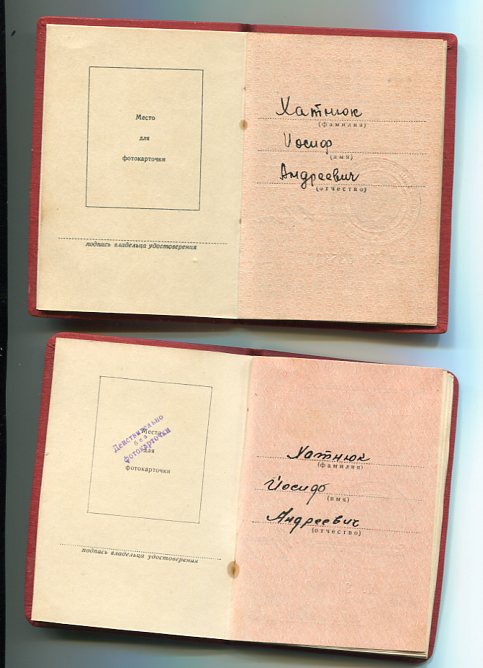 Место
для
фотокарточки
подпись владельца удостоверения
Хатнюк
(фамилия)
Иосиф
(имя)
Андреевич
(отчество)
Действительно
без
фотокарточки
Место
для
фотокарточки
подпись владельца удостоверения
Хатнюк
(фамилия)
Иосиф
(имя)
Андреевич
(отчество)